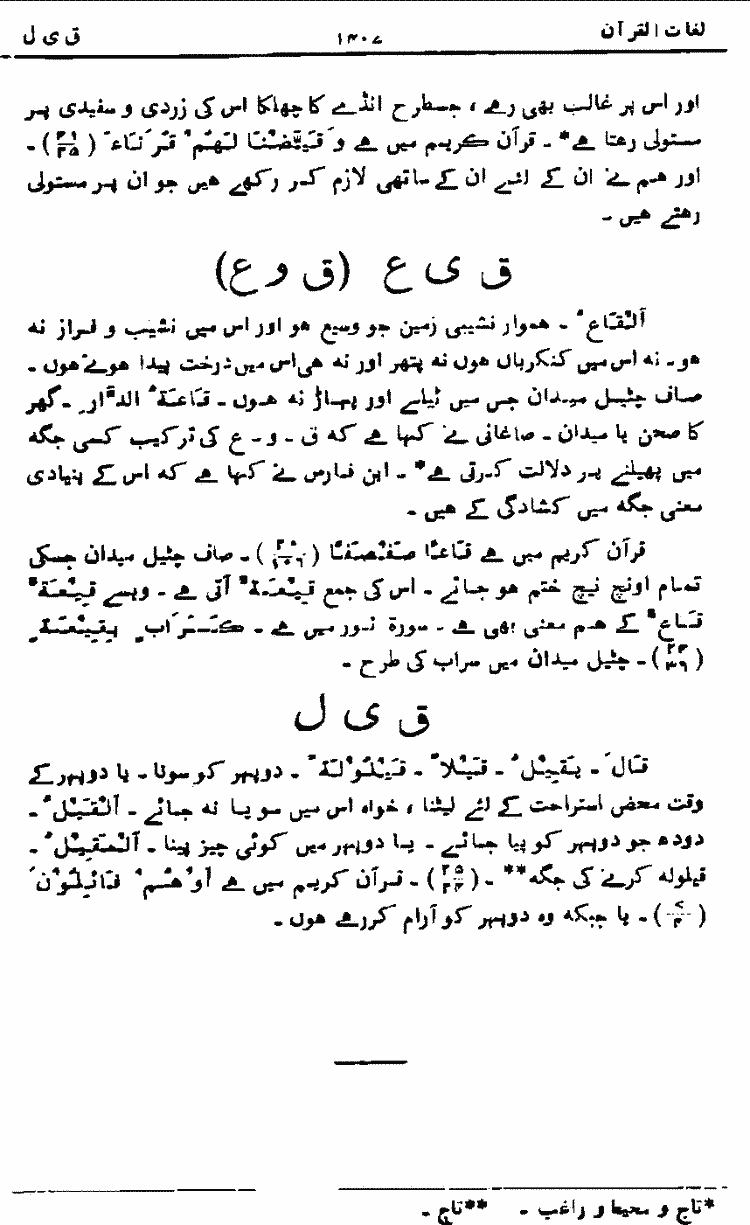 لغات القرآن ۱۴۰۷ ق ی ل
اور اس پر غالب بھی رہے ، جسطرح انڈے کا چھلکا اس کی زردی و سفیدی پر
مستولی رہتا ہے* ۔ قرآن کریم میں ہے وَ قَیَّضْنَا لَہُمْ قُرَنَاءَ (۴۱/۲۵) ۔
اور ہم نے ان کے لئے ان کے ساتھی لازم کر رکھے ہیں جو ان پر مستولی
رہتے ہیں ۔
ق ی ع (ق و ع)
اَلْقَاعُ ۔ ہموار نشیبی زمین جو وسیع ہو اور اس میں نشیب و فراز نہ
ہو ۔ نہ اس میں کنکریاں ہوں نہ پتھر اور نہ ہی اس میں درخت پیدا ہوئے ہوں ۔
صاف چٹیل میدان جس میں ٹیلے اور پہاڑ نہ ہوں ۔ قَاعَۃُ الدَّارِ ۔ گھر
کا صحن یا میدان ۔ صاغانی نے کہا ہے کہ ق ۔ و ۔ ع کی ترکیب کسی جگہ
میں پھیلنے پر دلالت کرتی ہے* ۔ ابن فارس نے کہا ہے کہ اس کے بنیادی
معنی جگہ میں کشادگی کے ہیں ۔
قرآن کریم میں ہے قَاعًا صَفْصَفًا (۲۰/۱۰۶) ۔ صاف چٹیل میدان جسکی
تمام اونچ نیچ ختم ہو جائے ۔ اس کی جمع قِیْعَۃٌ آتی ہے ۔ ویسے قِیْعَۃٌ
قَاعٌ کے ہم معنی بھی ہے ۔ سورۃ نور میں ہے ۔ کَسَرَابٍ بِقِیْعَۃٍ
(۲۴/۳۹) ۔ چٹیل میدان میں سراب کی طرح ۔
ق ی ل
قَالَ ۔ یَقِیْلُ ۔ قَیْلًا ۔ قَیْلُوْلَۃً ۔ دوپہر کو سونا ۔ یا دوپہر کے
وقت محض استراحت کے لئے لیٹنا ، خواہ اس میں سویا نہ جائے ۔ اَلْقَیْلُ ۔
دودھ جو دوپہر کو پیا جائے ۔ یا دوپہر میں کوئی چیز پینا ۔ اَلْمَقِیْلُ ۔
قیلولہ کرنے کی جگہ** ۔ (۲۵/۲۴) ۔ قرآن کریم میں ہے اَوْ ہُمْ قَائِلُوْنَ
(۷/۴) ۔ یا جبکہ وہ دوپہر کو آرام کر رہے ہوں ۔
*تاج و محیط و راغب ۔ **تاج ۔